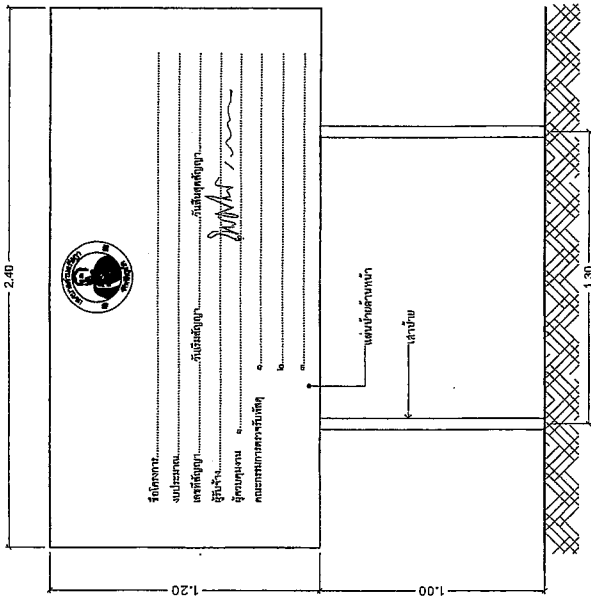 2.40
ชื่อโครงการ
งบประมาณ
เลขที่สัญญา วันเริ่มสัญญา วันสิ้นสุดสัญญา
ผู้รับจ้าง
ผู้ควบคุมงาน ๑.
คณะกรรมการตรวจรับพัสดุ ๑.
๒.
๓.
1.20
แผ่นป้ายด้านหน้า
เสาป้าย
1.00
1.30